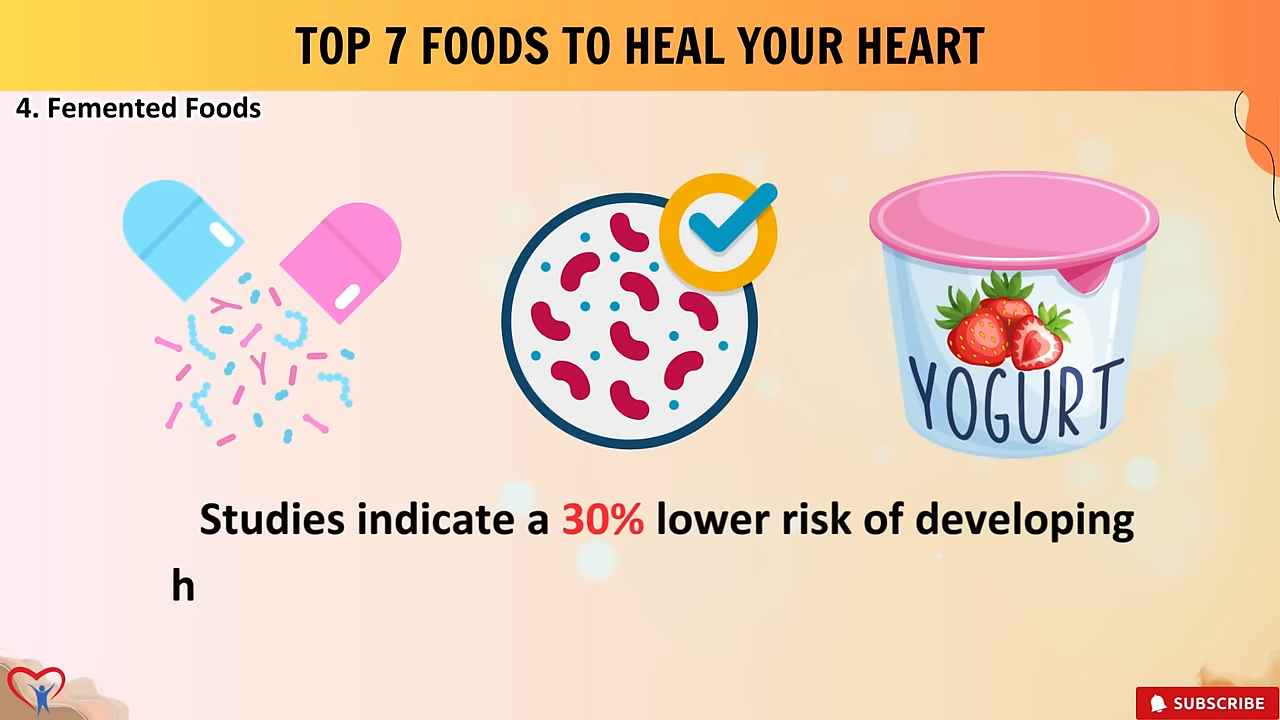 TOP 7 FOODS TO HEAL YOUR HEART
4. Femented Foods
YOGURT
Studies indicate a 30% lower risk of developing
h
SUBSCRIBE